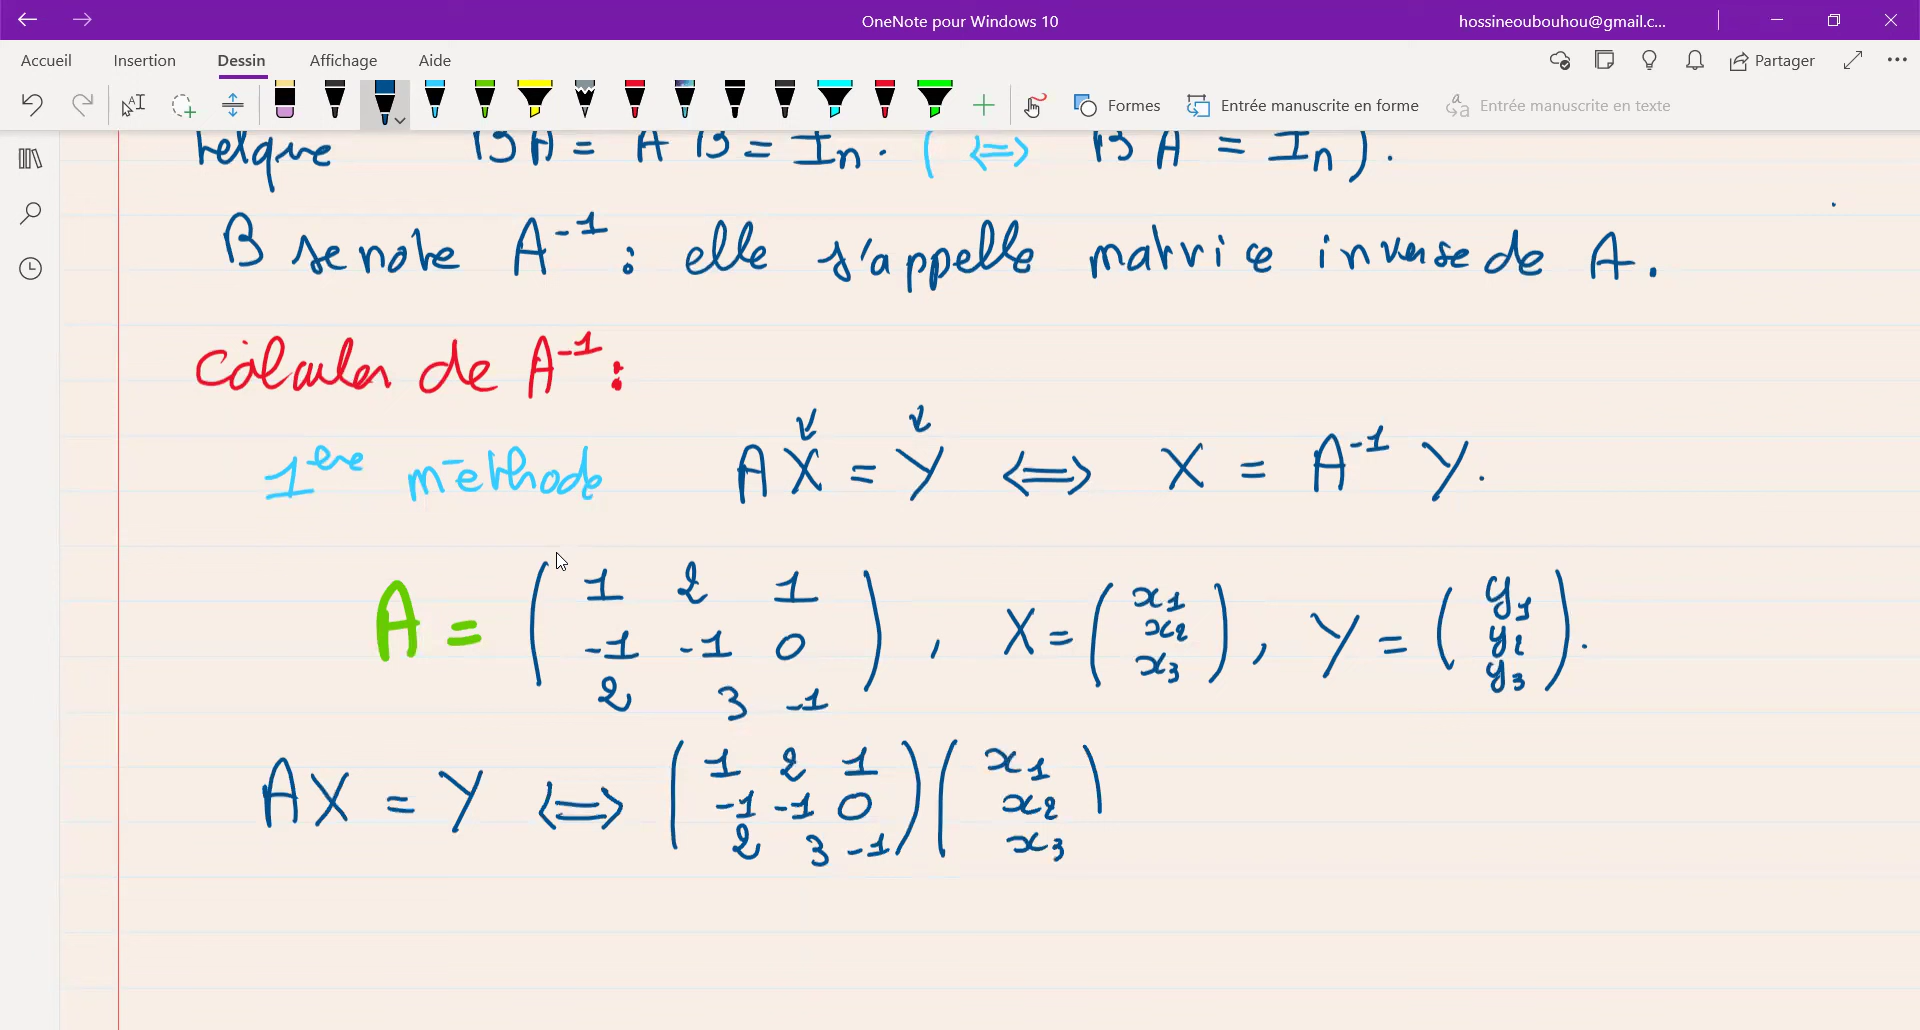 OneNote pour Windows 10
hossineoubouhou@gmail.c...
Accueil Insertion Dessin Affichage Aide
Partager
Formes Entrée manuscrite en forme Entrée manuscrite en texte
telque BA = AB = In. ( <=> BA = In).
B se note A^-1 : elle s'appelle matrice inverse de A.
Calculer de A^-1 :
1ere méthode AX = Y <=> X = A^-1 Y.
A = ( 1 2 1 ; -1 -1 0 ; 2 3 -1 ) , X = ( x1 ; x2 ; x3 ) , Y = ( y1 ; y2 ; y3 ).
AX = Y <=> ( 1 2 1 ; -1 -1 0 ; 2 3 -1 ) ( x1 ; x2 ; x3 )